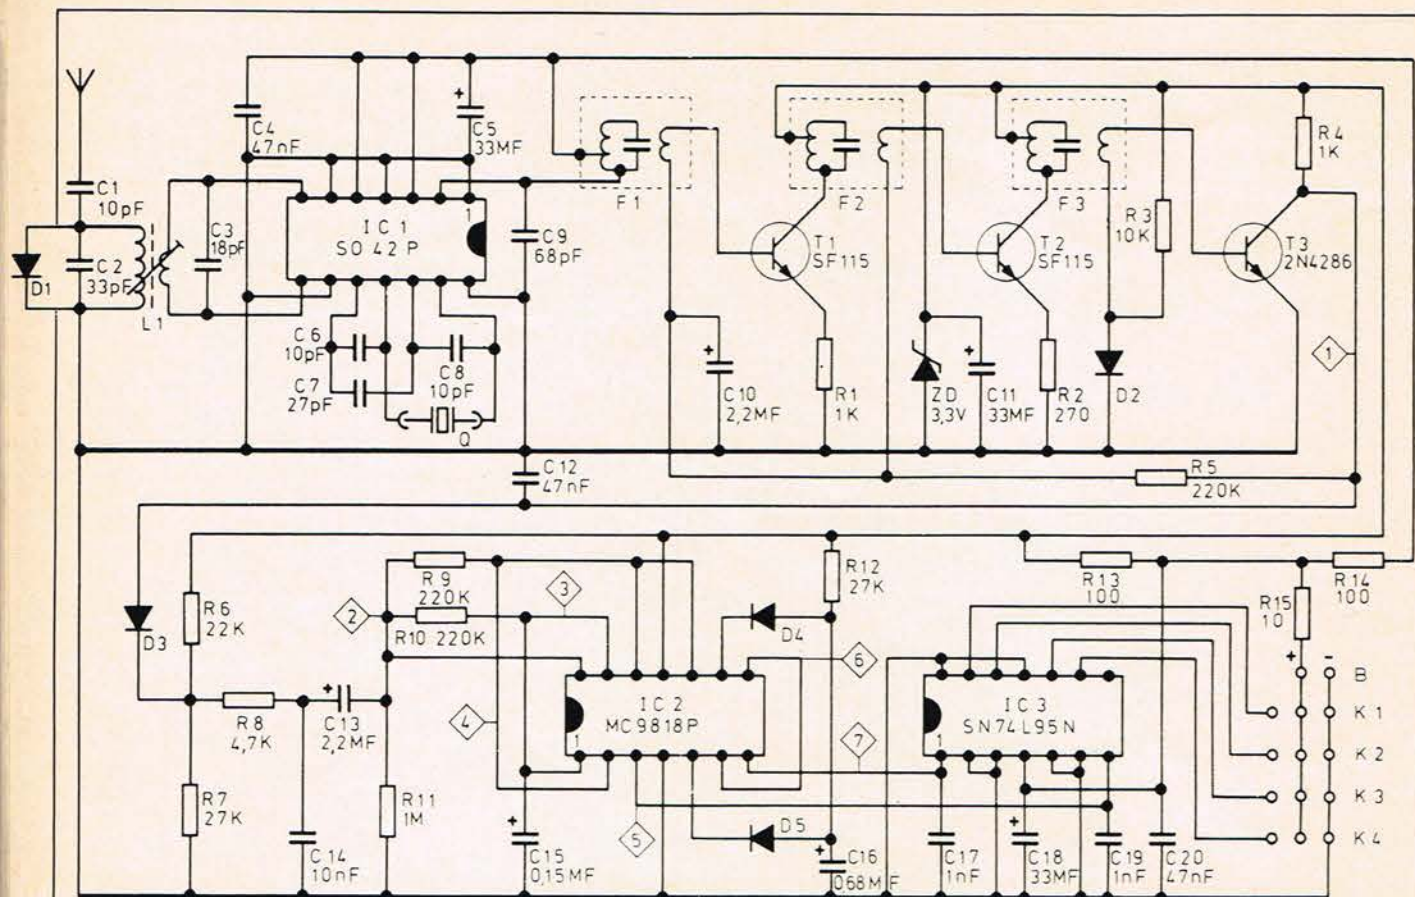 C4
47nF
+
C5
33MF
C1
10pF
C2
33pF
D1
L1
C3
18pF
1
IC1
SO 42 P
C9
68pF
F1
F2
F3
T1
SF115
T2
SF115
R3
10K
R4
1K
T3
2N4286
C6
10pF
C7
27pF
C8
10pF
Q
+
C10
2,2MF
R1
1K
ZD
3,3V
+
C11
33MF
R2
270
D2
1
C12
47nF
R5
220K
D3
R6
22K
2
R9
220K
R10 220K
3
R12
27K
D4
6
R13
100
R15
10
R14
100
+
-
B
R8
4,7K
+
C13
2,2MF
4
IC2
MC9818P
1
7
IC3
SN74L95N
1
K1
K2
K3
K4
R7
27K
C14
10nF
R11
1M
+
C15
0,15MF
5
D5
+
C16
0,68MF
C17
1nF
+
C18
33MF
C19
1nF
C20
47nF